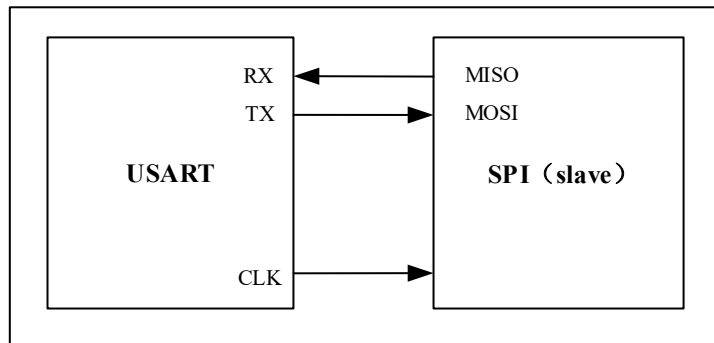 RX
MISO
TX
MOSI
USART
SPI（slave）
CLK